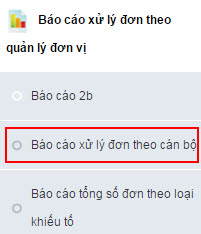 Báo cáo xử lý đơn theo
quản lý đơn vị
Báo cáo 2b
Báo cáo xử lý đơn theo cán bộ
Báo cáo tổng số đơn theo loại
khiếu tố